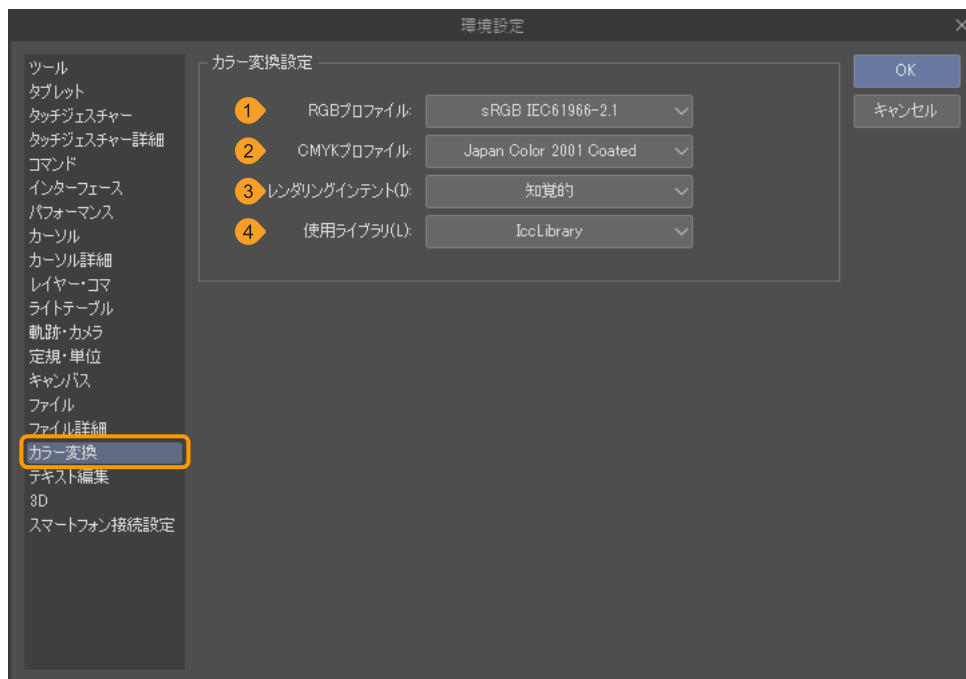 環境設定
ツール
タブレット
タッチジェスチャー
タッチジェスチャー詳細
コマンド
インターフェース
パフォーマンス
カーソル
カーソル詳細
レイヤー・コマ
ライトテーブル
軌跡・カメラ
定規・単位
キャンバス
ファイル
ファイル詳細
カラー変換
テキスト編集
3D
スマートフォン接続設定
カラー変換設定
1 RGBプロファイル: sRGB IEC61966-2.1
2 CMYKプロファイル: Japan Color 2001 Coated
3 レンダリングインテント(I): 知覚的
4 使用ライブラリ(L): IccLibrary
OK
キャンセル